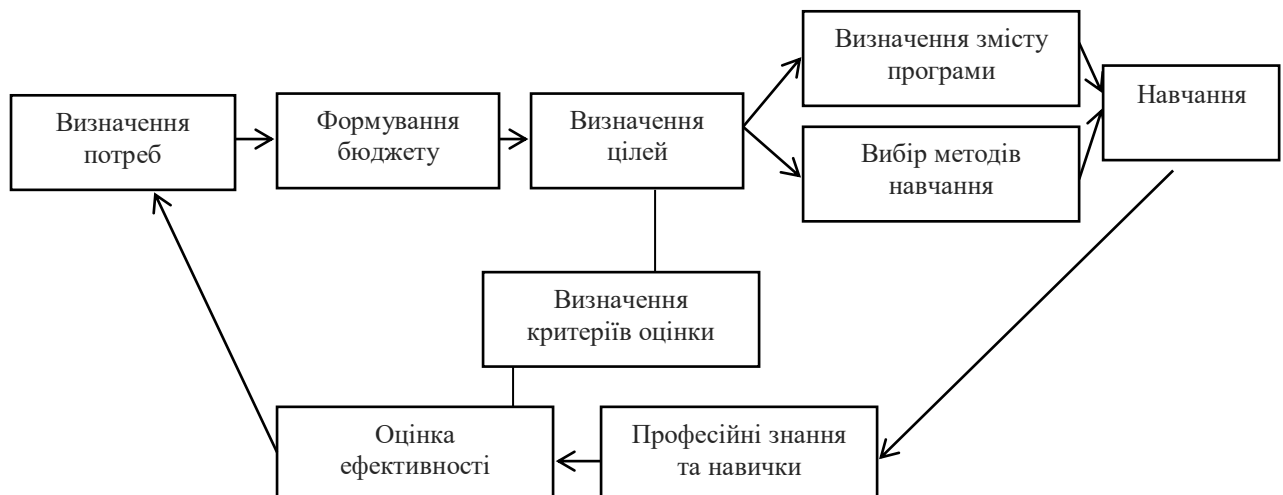 Визначення
потреб
Формування
бюджету
Визначення
цілей
Визначення змісту
програми
Вибір методів
навчання
Навчання
Визначення
критеріїв оцінки
Оцінка
ефективності
Професійні знання
та навички